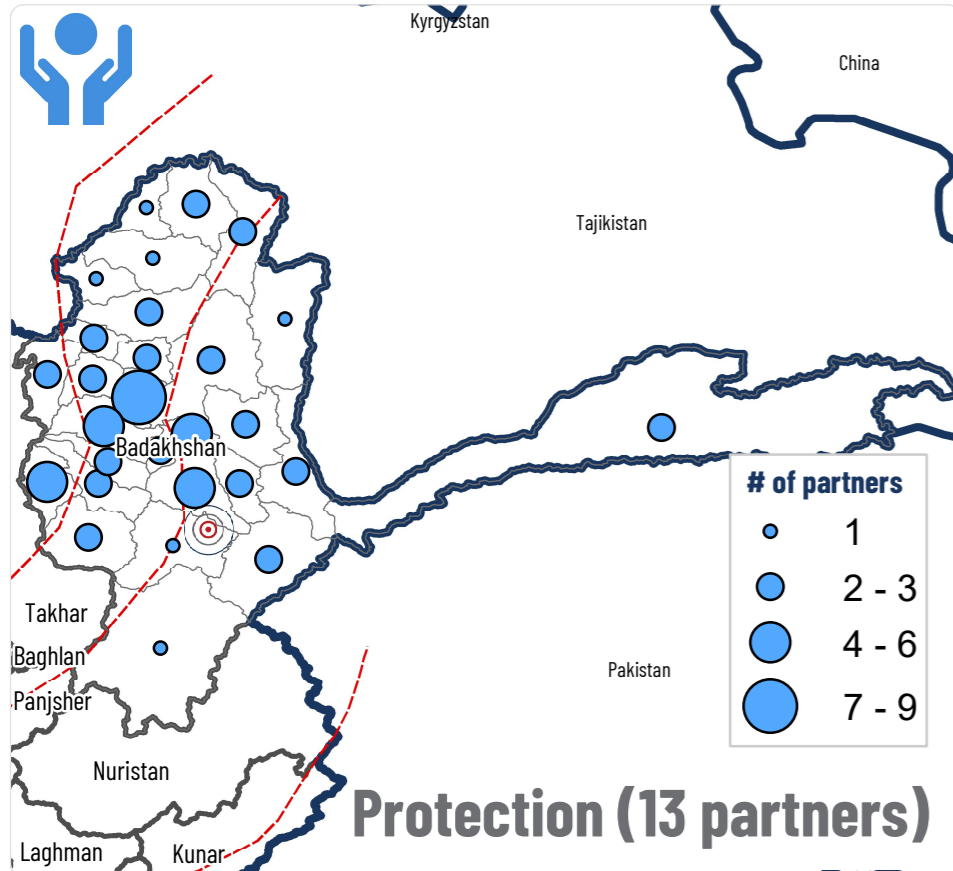 Kyrgyzstan
China
Tajikistan
Badakhshan
Takhar
Baghlan
Panjsher
Pakistan
Nuristan
Laghman
Kunar
# of partners
1
2 - 3
4 - 6
7 - 9
Protection (13 partners)